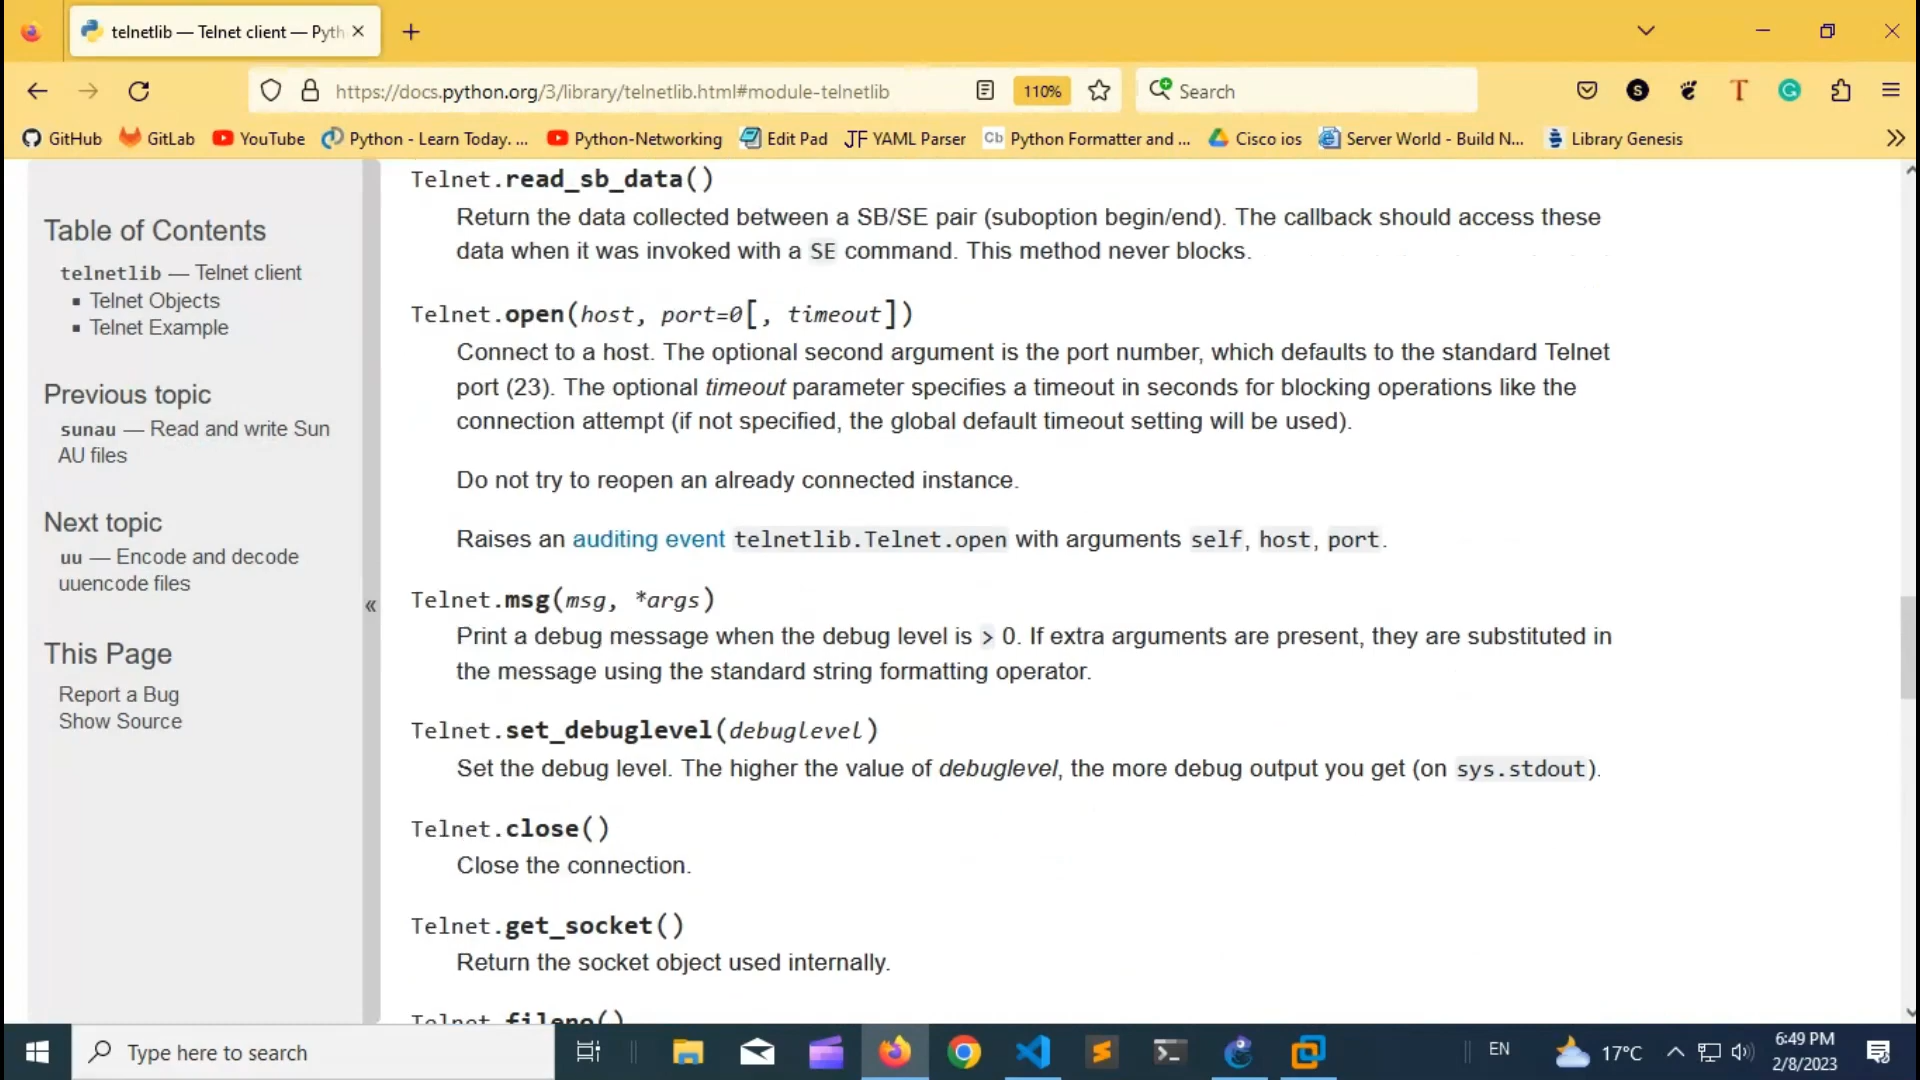 telnetlib — Telnet client — Pyth
https://docs.python.org/3/library/telnetlib.html#module-telnetlib
110%
Search
GitHub
GitLab
YouTube
Python - Learn Today. ...
Python-Networking
Edit Pad
JF YAML Parser
Cb Python Formatter and ...
Cisco ios
Server World - Build N...
Library Genesis
Table of Contents
telnetlib — Telnet client
Telnet Objects
Telnet Example
Previous topic
sunau — Read and write Sun
AU files
Next topic
uu — Encode and decode
uuencode files
This Page
Report a Bug
Show Source
«
Telnet.read_sb_data()
Return the data collected between a SB/SE pair (suboption begin/end). The callback should access these
data when it was invoked with a SE command. This method never blocks.
Telnet.open(host, port=0[, timeout])
Connect to a host. The optional second argument is the port number, which defaults to the standard Telnet
port (23). The optional timeout parameter specifies a timeout in seconds for blocking operations like the
connection attempt (if not specified, the global default timeout setting will be used).
Do not try to reopen an already connected instance.
Raises an auditing event telnetlib.Telnet.open with arguments self, host, port.
Telnet.msg(msg, *args)
Print a debug message when the debug level is > 0. If extra arguments are present, they are substituted in
the message using the standard string formatting operator.
Telnet.set_debuglevel(debuglevel)
Set the debug level. The higher the value of debuglevel, the more debug output you get (on sys.stdout).
Telnet.close()
Close the connection.
Telnet.get_socket()
Return the socket object used internally.
Telnet.fileno()
Type here to search
EN
17°C
6:49 PM
2/8/2023